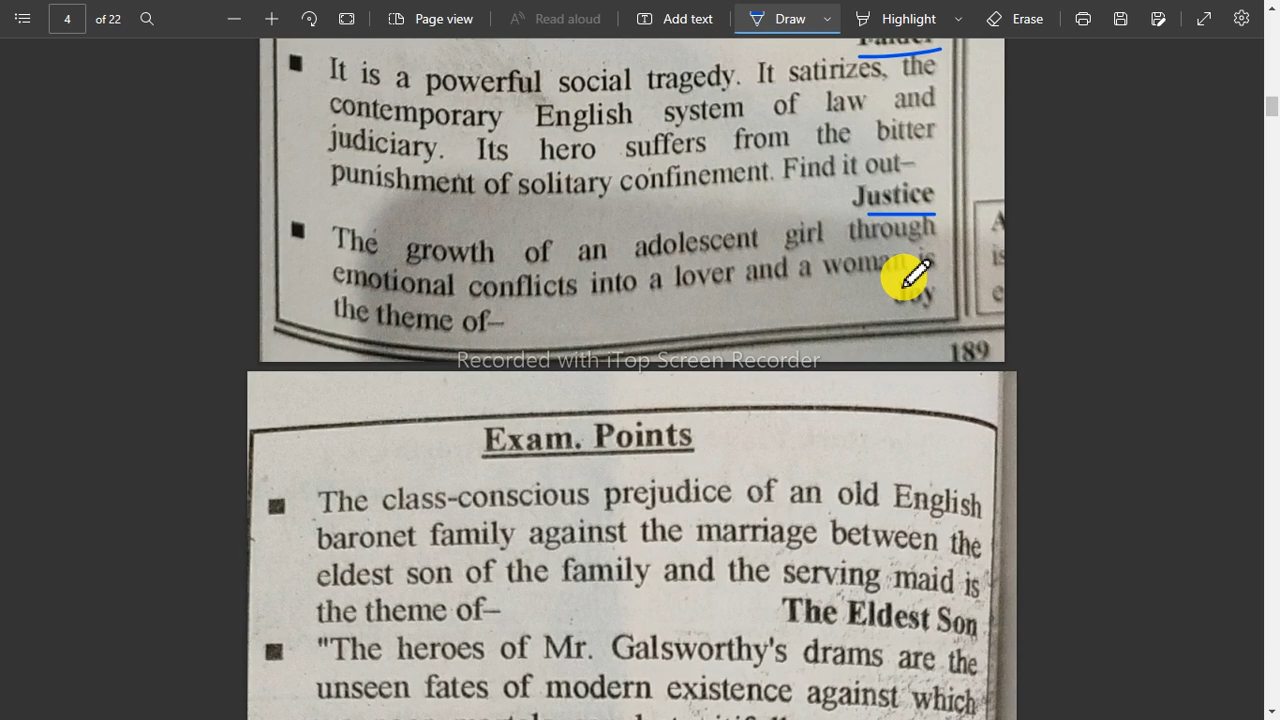 4 of 22 Page view Read aloud Add text Draw Highlight Erase
It is a powerful social tragedy. It satirizes, the
contemporary English system of law and
judiciary. Its hero suffers from the bitter
punishment of solitary confinement. Find it out–
Justice
The growth of an adolescent girl through
emotional conflicts into a lover and a woman is
the theme of–
189
Recorded with iTop Screen Recorder
Exam. Points
The class-conscious prejudice of an old English
baronet family against the marriage between the
eldest son of the family and the serving maid is
the theme of– The Eldest Son
"The heroes of Mr. Galsworthy's drams are the
unseen fates of modern existence against which